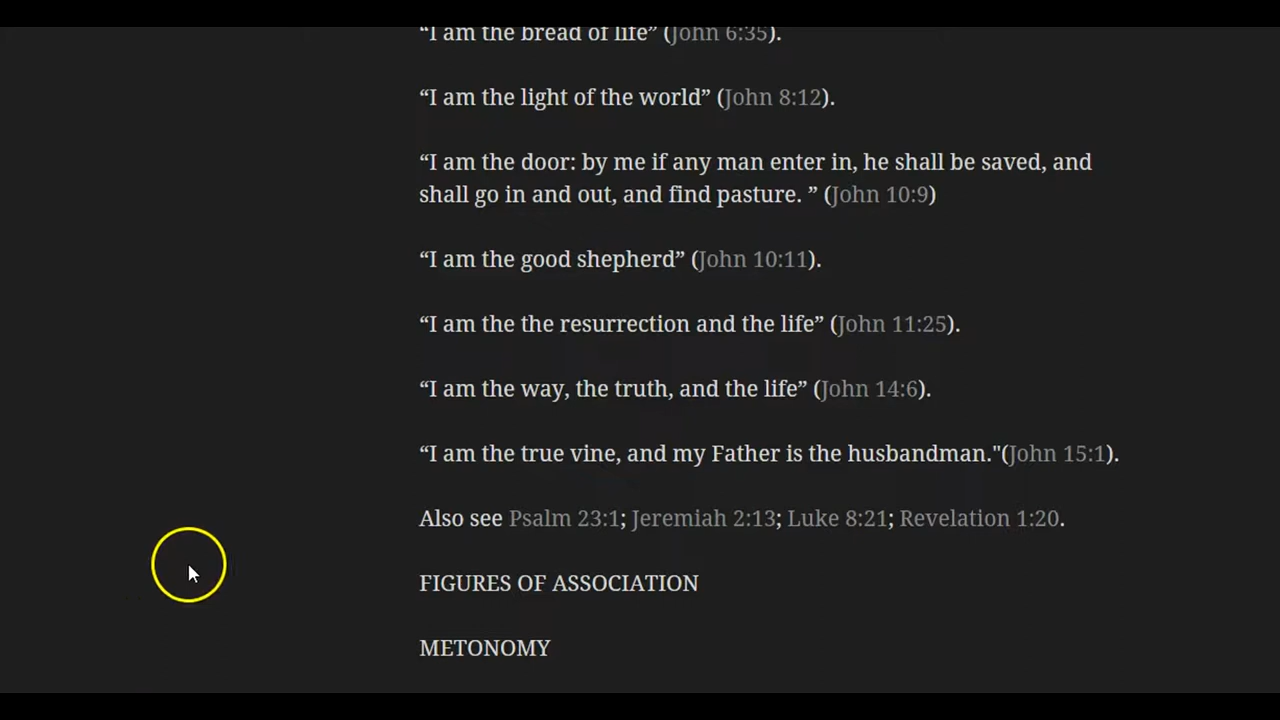 “I am the bread of life” (John 6:35).
“I am the light of the world” (John 8:12).
“I am the door: by me if any man enter in, he shall be saved, and
shall go in and out, and find pasture. ” (John 10:9)
“I am the good shepherd” (John 10:11).
“I am the the resurrection and the life” (John 11:25).
“I am the way, the truth, and the life” (John 14:6).
“I am the true vine, and my Father is the husbandman."(John 15:1).
Also see Psalm 23:1; Jeremiah 2:13; Luke 8:21; Revelation 1:20.
FIGURES OF ASSOCIATION
METONOMY